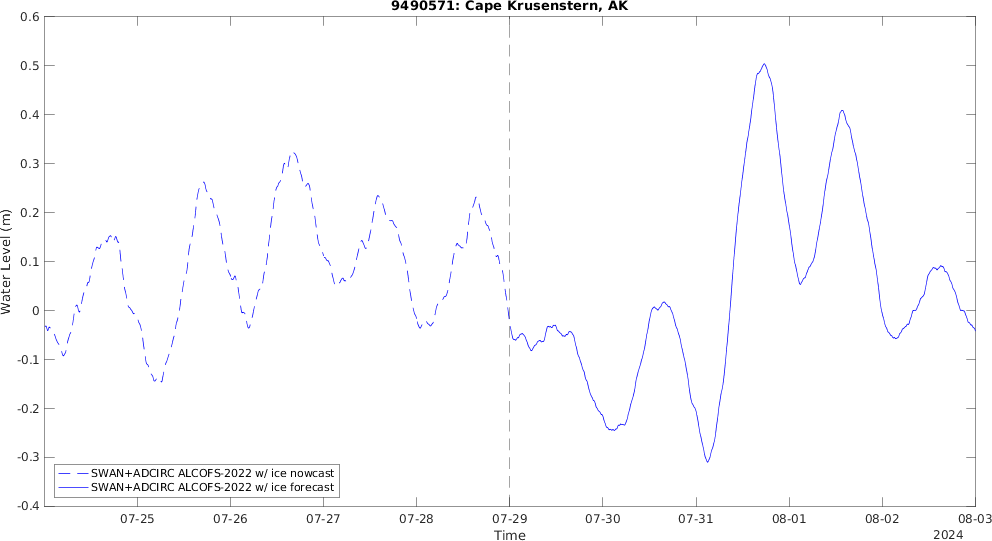 9490571: Cape Krusenstern, AK
0.6
0.5
0.4
0.3
0.2
0.1
0
-0.1
-0.2
-0.3
-0.4
Water Level (m)
SWAN+ADCIRC ALCOFS-2022 w/ ice nowcast
SWAN+ADCIRC ALCOFS-2022 w/ ice forecast
07-25 07-26 07-27 07-28 07-29 07-30 07-31 08-01 08-02 08-03
Time
2024